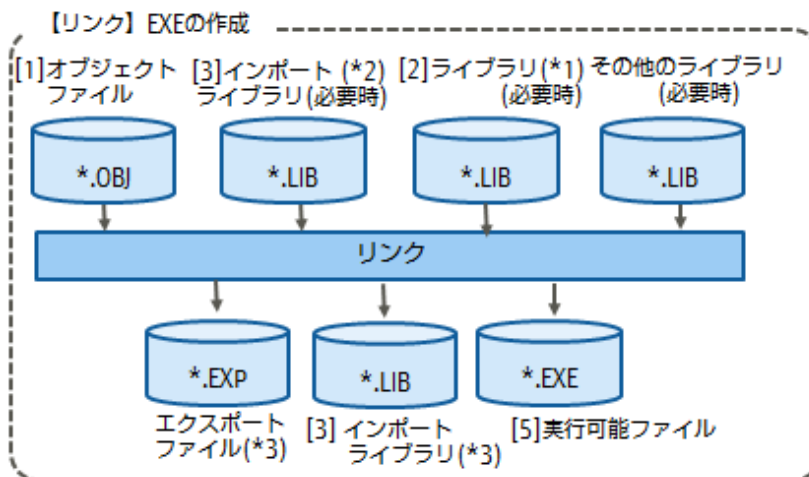 【リンク】EXEの作成
[1]オブジェクト
ファイル
[3]インポート (*2)
ライブラリ(必要時)
[2]ライブラリ(*1)
(必要時)
その他のライブラリ
(必要時)
*.OBJ
*.LIB
*.LIB
*.LIB
リンク
*.EXP
*.LIB
*.EXE
エクスポート
ファイル(*3)
[3] インポート
ライブラリ(*3)
[5]実行可能ファイル